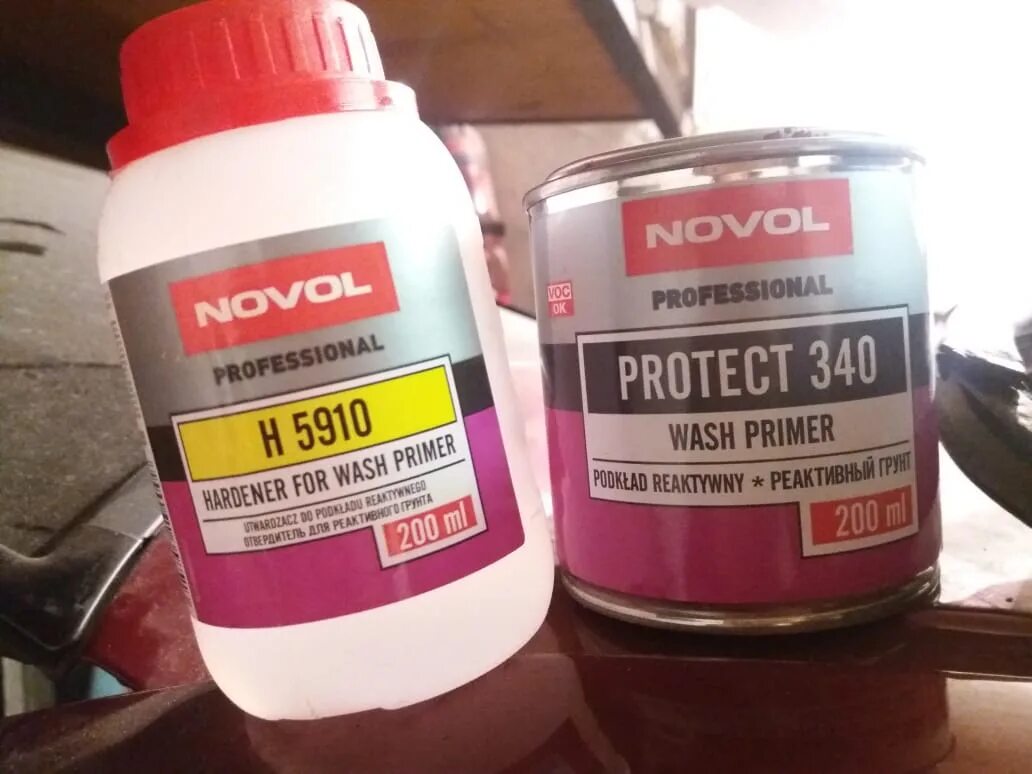 NOVOL
PROFESSIONAL
H 5910
HARDENER FOR WASH PRIMER
UTWARDZACZ DO PODKŁADU REAKTYWNEGO
ОТВЕРДИТЕЛЬ ДЛЯ РЕАКТИВНОГО ГРУНТА
200 ml
NOVOL
VOC
OK
PROFESSIONAL
PROTECT 340
WASH PRIMER
PODKŁAD REAKTYWNY * РЕАКТИВНЫЙ ГРУНТ
200 ml